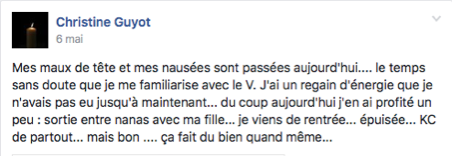 Christine Guyot
6 mai
Mes maux de tête et mes nausées sont passées aujourd'hui.... le temps
sans doute que je me familiarise avec le V. J'ai un regain d'énergie que je
n'avais pas eu jusqu'à maintenant... du coup aujourd'hui j'en ai profité un
peu : sortie entre nanas avec ma fille... je viens de rentrée... épuisée... KC
de partout... mais bon .... ça fait du bien quand même...